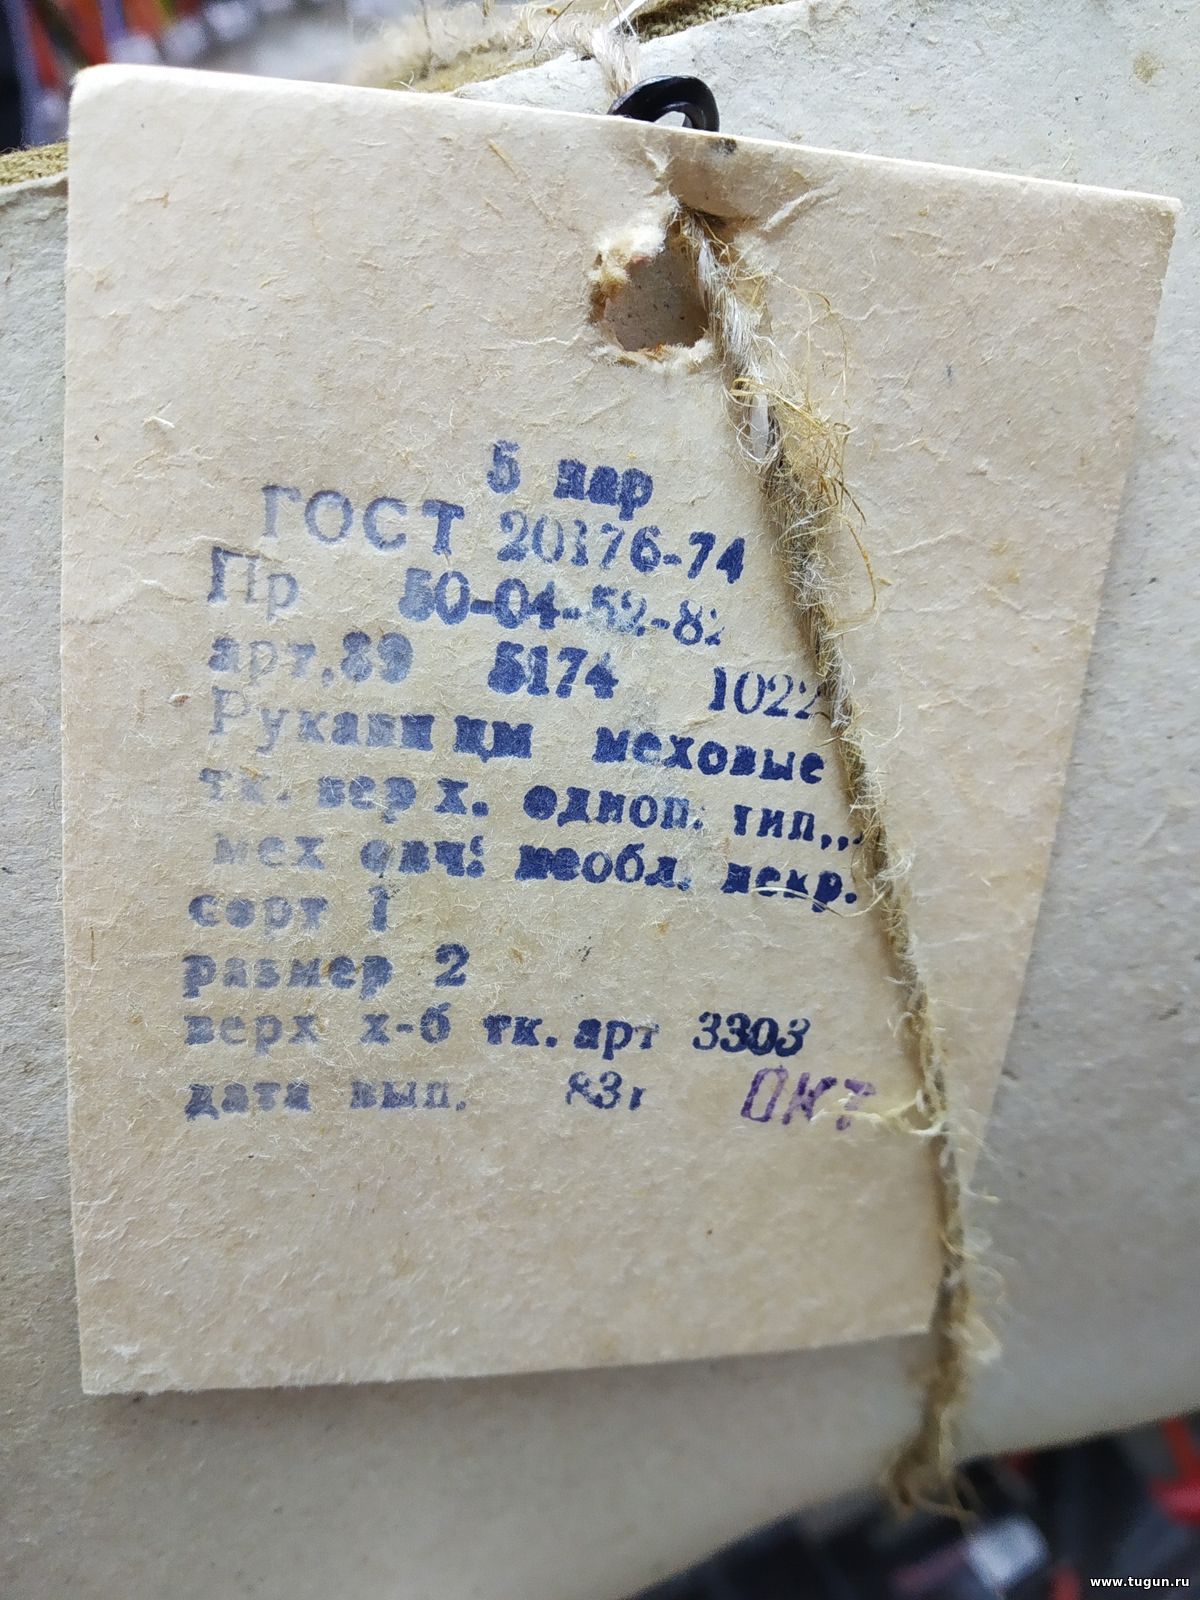 5 пар
ГОСТ 20176-74
Пр 50-04-52-82
арт.89 5174 1022
Рукавицы меховые
тк. верх. одноп. тип
мех овч. необл. некр.
сорт 1
размер 2
верх х-б тк. арт 3303
дата вып. 83г ОКТ
www.tugun.ru